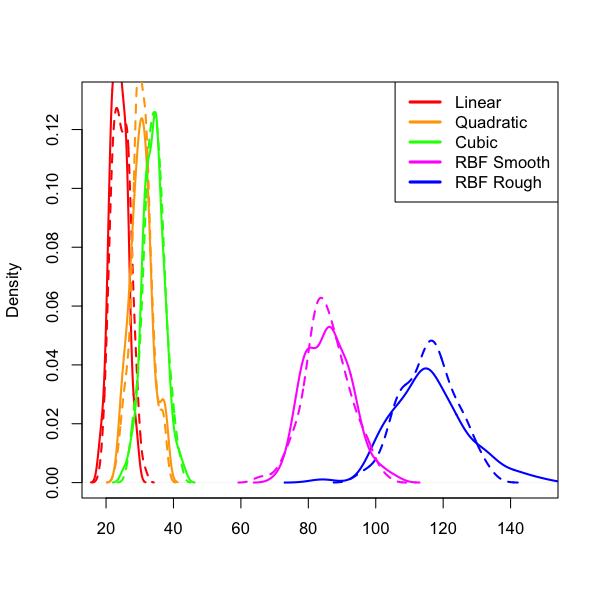 Linear
Quadratic
Cubic
RBF Smooth
RBF Rough
Density
0.00 0.02 0.04 0.06 0.08 0.10 0.12
20 40 60 80 100 120 140